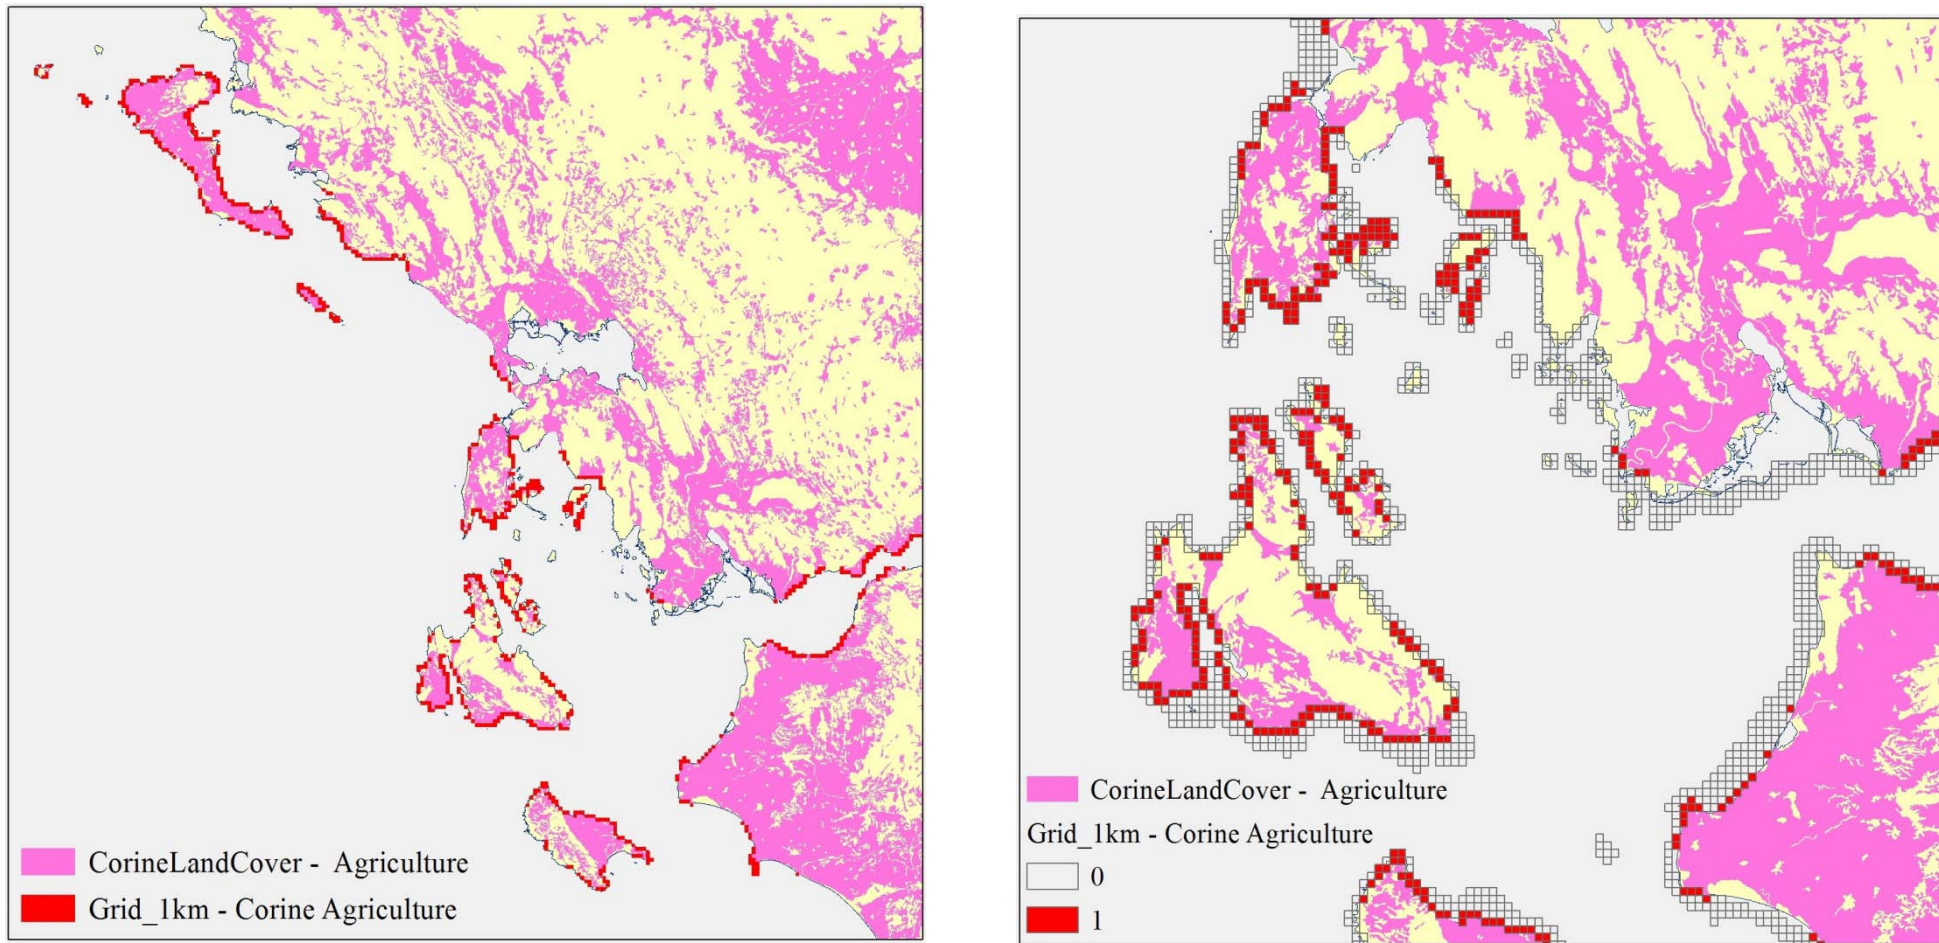 CorineLandCover - Agriculture
Grid_1km - Corine Agriculture
CorineLandCover - Agriculture
Grid_1km - Corine Agriculture
0
1